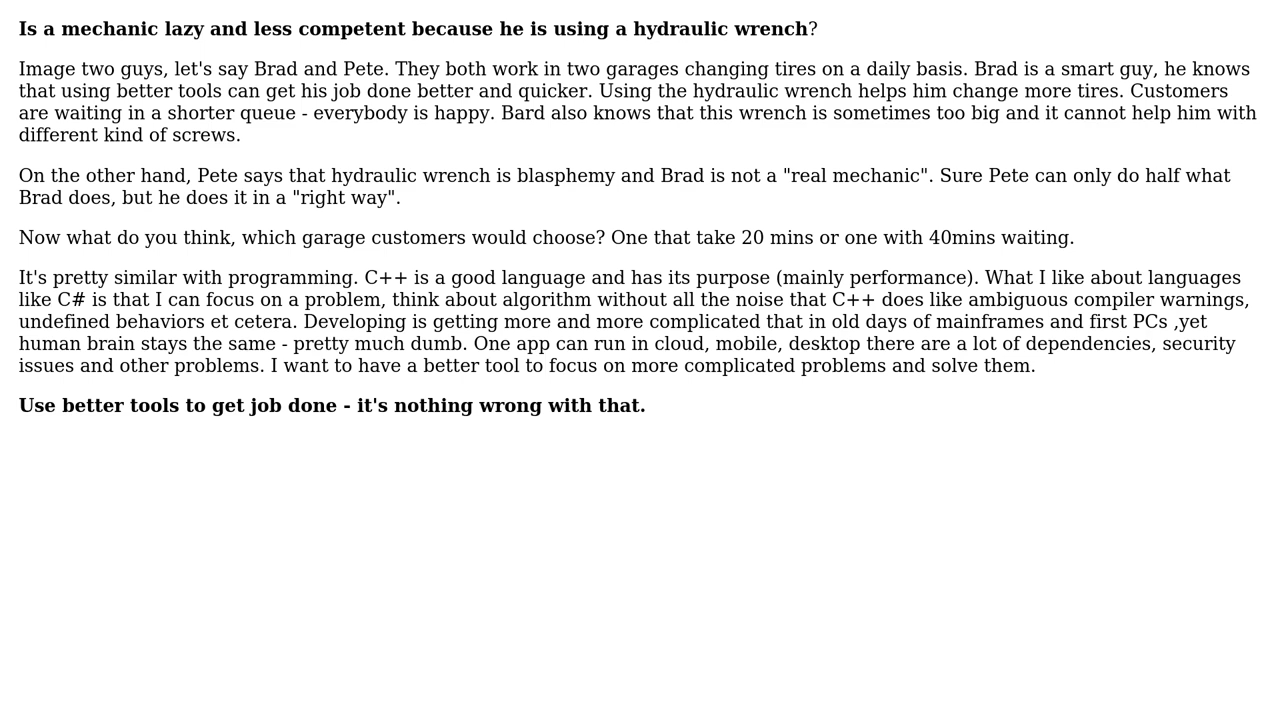 Is a mechanic lazy and less competent because he is using a hydraulic wrench?
Image two guys, let's say Brad and Pete. They both work in two garages changing tires on a daily basis. Brad is a smart guy, he knows
that using better tools can get his job done better and quicker. Using the hydraulic wrench helps him change more tires. Customers
are waiting in a shorter queue - everybody is happy. Bard also knows that this wrench is sometimes too big and it cannot help him with
different kind of screws.
On the other hand, Pete says that hydraulic wrench is blasphemy and Brad is not a "real mechanic". Sure Pete can only do half what
Brad does, but he does it in a "right way".
Now what do you think, which garage customers would choose? One that take 20 mins or one with 40mins waiting.
It's pretty similar with programming. C++ is a good language and has its purpose (mainly performance). What I like about languages
like C# is that I can focus on a problem, think about algorithm without all the noise that C++ does like ambiguous compiler warnings,
undefined behaviors et cetera. Developing is getting more and more complicated that in old days of mainframes and first PCs ,yet
human brain stays the same - pretty much dumb. One app can run in cloud, mobile, desktop there are a lot of dependencies, security
issues and other problems. I want to have a better tool to focus on more complicated problems and solve them.
Use better tools to get job done - it's nothing wrong with that.